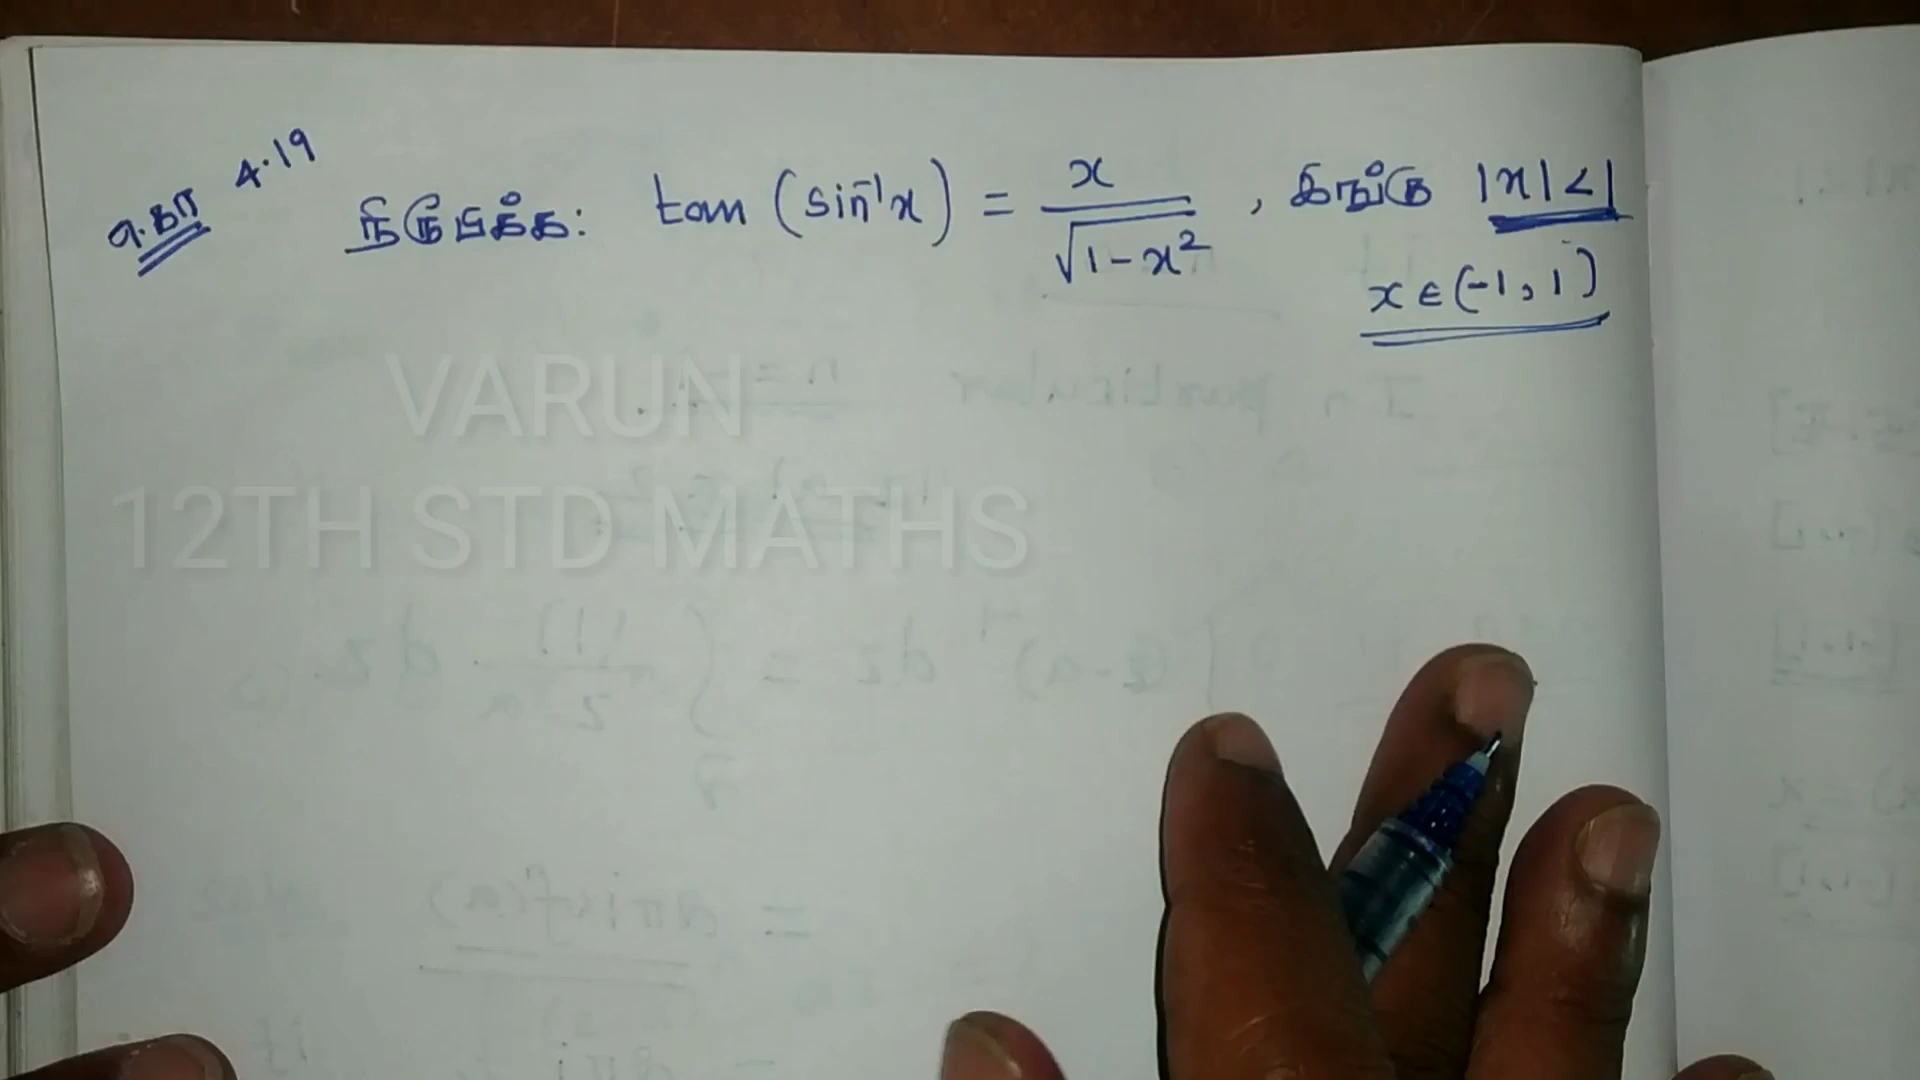 எ.கா 4.19
நிரூபிக்க: tan (sin⁻¹x) = x / √1-x² , இங்கு |x|<1
x ∈ (-1, 1)
VARUN
12TH STD MATHS